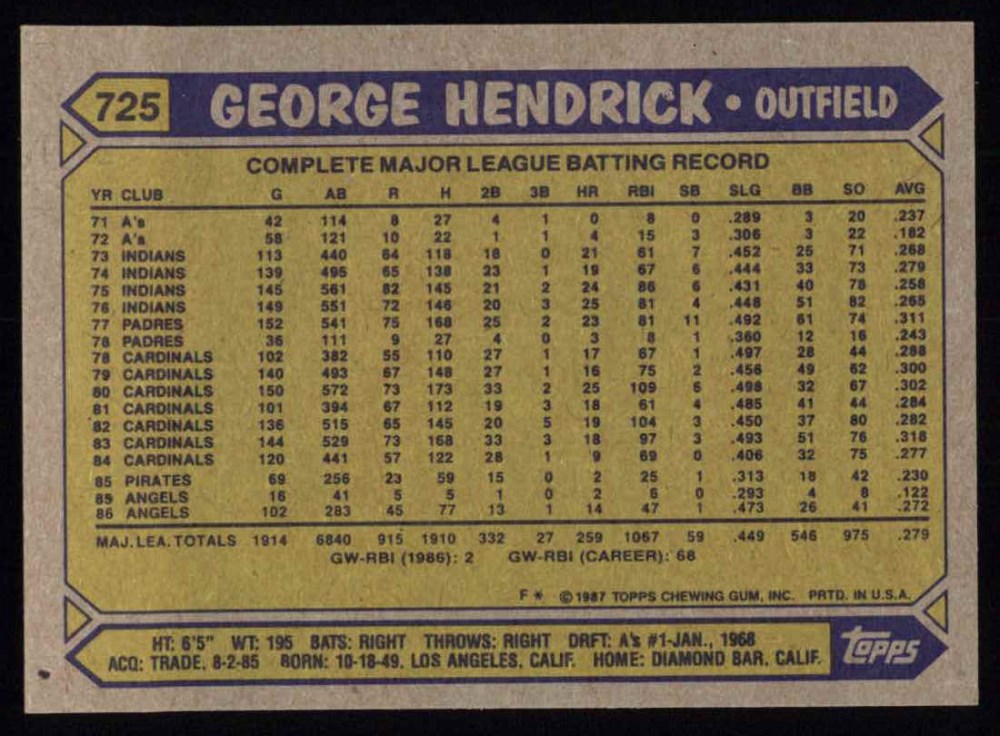 725 GEORGE HENDRICK • OUTFIELD
COMPLETE MAJOR LEAGUE BATTING RECORD
YR CLUB G AB R H 2B 3B HR RBI SB SLG BB SO AVG
71 A's 42 114 8 27 4 1 0 8 0 .289 3 20 .237
72 A's 58 121 10 22 1 1 4 15 3 .306 3 22 .182
73 INDIANS 113 440 64 118 18 0 21 61 7 .452 25 71 .268
74 INDIANS 139 495 65 138 23 1 19 67 6 .444 33 73 .279
75 INDIANS 145 561 82 145 21 2 24 86 6 .431 40 78 .258
76 INDIANS 149 551 72 146 20 3 25 81 4 .448 51 82 .265
77 PADRES 152 541 75 168 25 2 23 81 11 .492 61 74 .311
78 PADRES 36 111 9 27 4 0 3 8 1 .360 12 16 .243
78 CARDINALS 102 382 55 110 27 1 17 67 1 .497 28 44 .288
79 CARDINALS 140 493 67 148 27 1 16 75 2 .456 49 62 .300
80 CARDINALS 150 572 73 173 33 2 25 109 6 .498 32 67 .302
81 CARDINALS 101 394 67 112 19 3 18 61 4 .485 41 44 .284
82 CARDINALS 136 515 65 145 20 5 19 104 3 .450 37 80 .282
83 CARDINALS 144 529 73 168 33 3 18 97 3 .493 51 76 .318
84 CARDINALS 120 441 57 122 28 1 9 69 0 .406 32 75 .277
85 PIRATES 69 256 23 59 15 0 2 25 1 .313 18 42 .230
85 ANGELS 16 41 5 5 1 0 2 6 0 .293 4 8 .122
86 ANGELS 102 283 45 77 13 1 14 47 1 .473 26 41 .272
MAJ. LEA. TOTALS 1914 6840 915 1910 332 27 259 1067 59 .449 546 975 .279
GW-RBI (1986): 2 GW-RBI (CAREER): 68
F * © 1987 TOPPS CHEWING GUM, INC. PRTD. IN U.S.A.
HT: 6'5" WT: 195 BATS: RIGHT THROWS: RIGHT DRFT: A's #1-JAN., 1968
ACQ: TRADE, 8-2-85 BORN: 10-18-49, LOS ANGELES, CALIF. HOME: DIAMOND BAR, CALIF.
topps